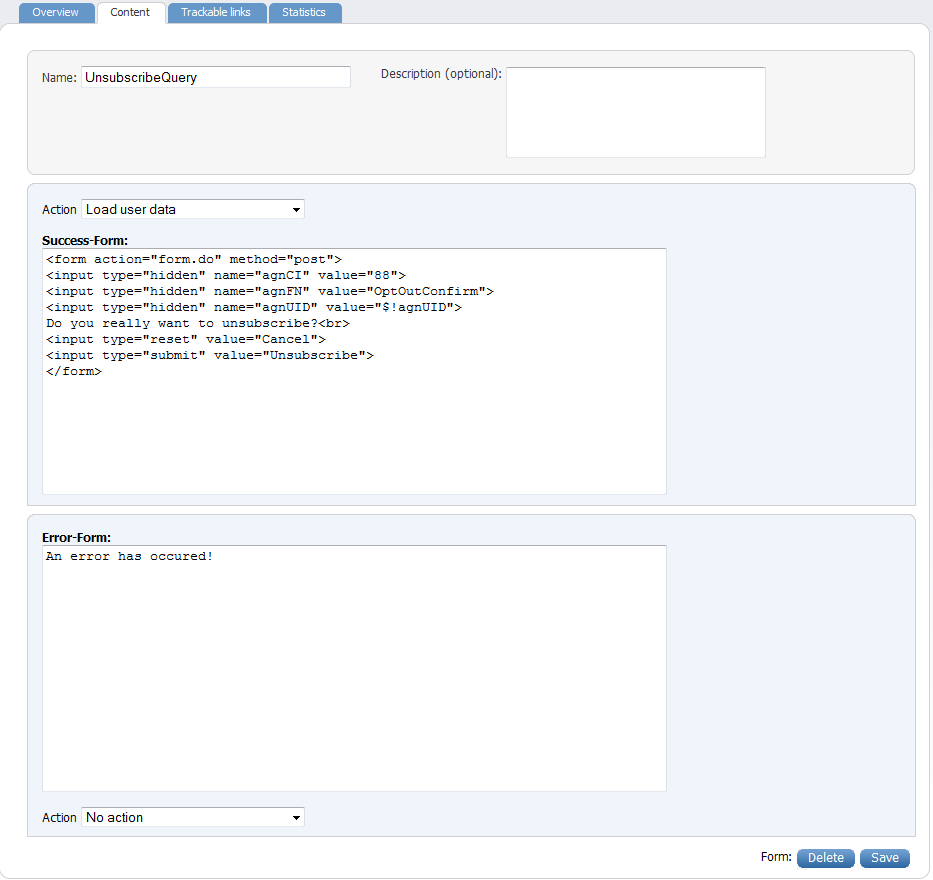 Overview Content Trackable links Statistics
Name: UnsubscribeQuery Description (optional):
Action Load user data
Success-Form:
<form action="form.do" method="post">
<input type="hidden" name="agnCI" value="88">
<input type="hidden" name="agnFN" value="OptOutConfirm">
<input type="hidden" name="agnUID" value="$!agnUID">
Do you really want to unsubscribe?<br>
<input type="reset" value="Cancel">
<input type="submit" value="Unsubscribe">
</form>
Error-Form:
An error has occured!
Action No action
Form: Delete Save